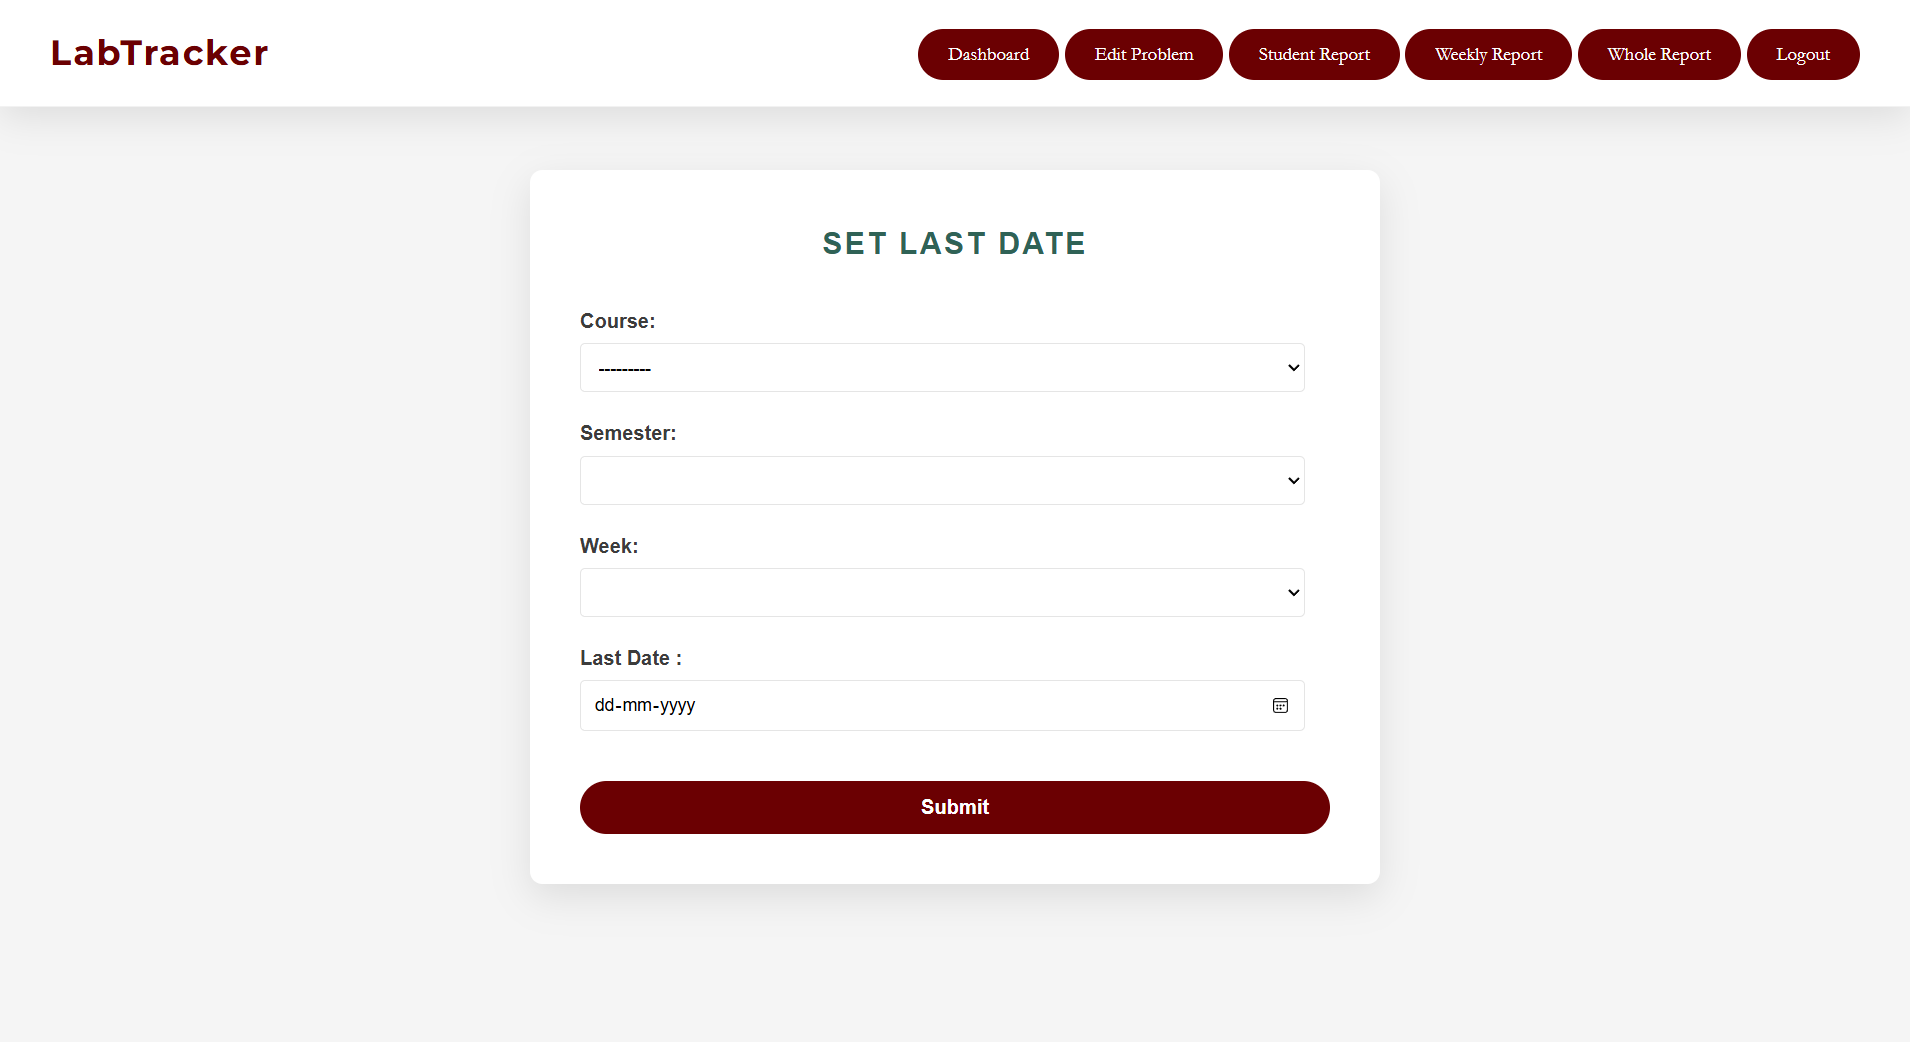 LabTracker
Dashboard Edit Problem Student Report Weekly Report Whole Report Logout
SET LAST DATE
Course:
---------
Semester:
Week:
Last Date :
dd-mm-yyyy
Submit